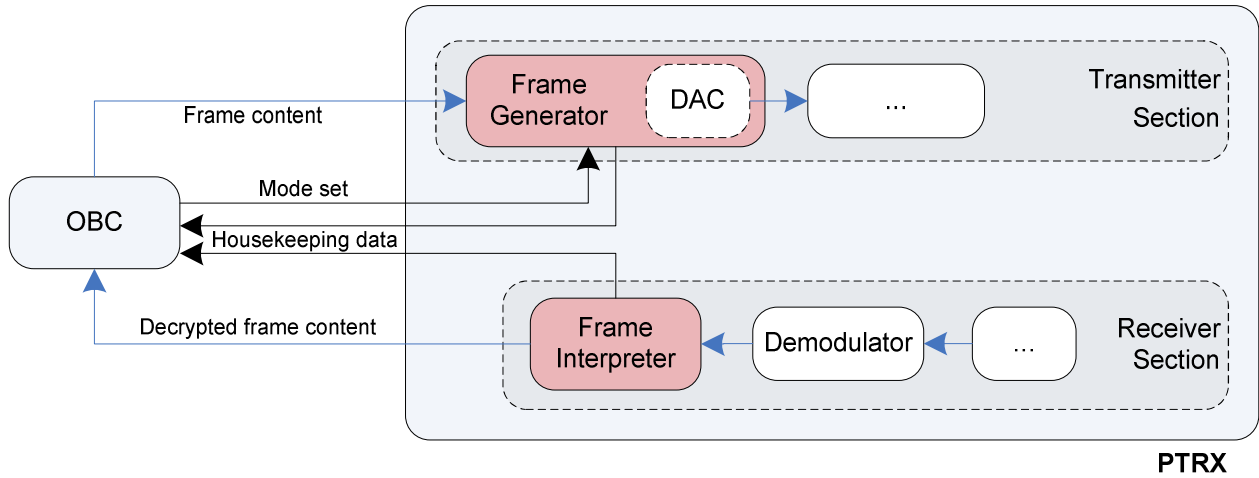 Frame
Generator
DAC
...
Transmitter
Section
Frame content
Mode set
OBC
Housekeeping data
Decrypted frame content
Frame
Interpreter
Demodulator
...
Receiver
Section
PTRX